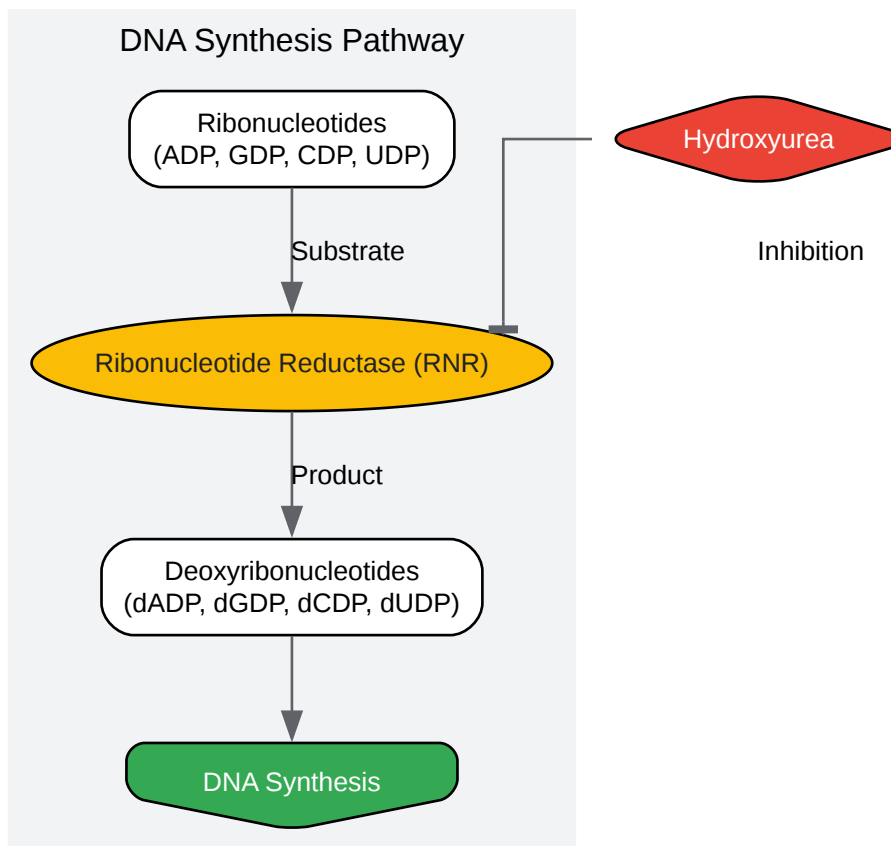 DNA Synthesis Pathway
Ribonucleotides
(ADP, GDP, CDP, UDP)
Hydroxyurea
Substrate
Inhibition
Ribonucleotide Reductase (RNR)
Product
Deoxyribonucleotides
(dADP, dGDP, dCDP, dUDP)
DNA Synthesis